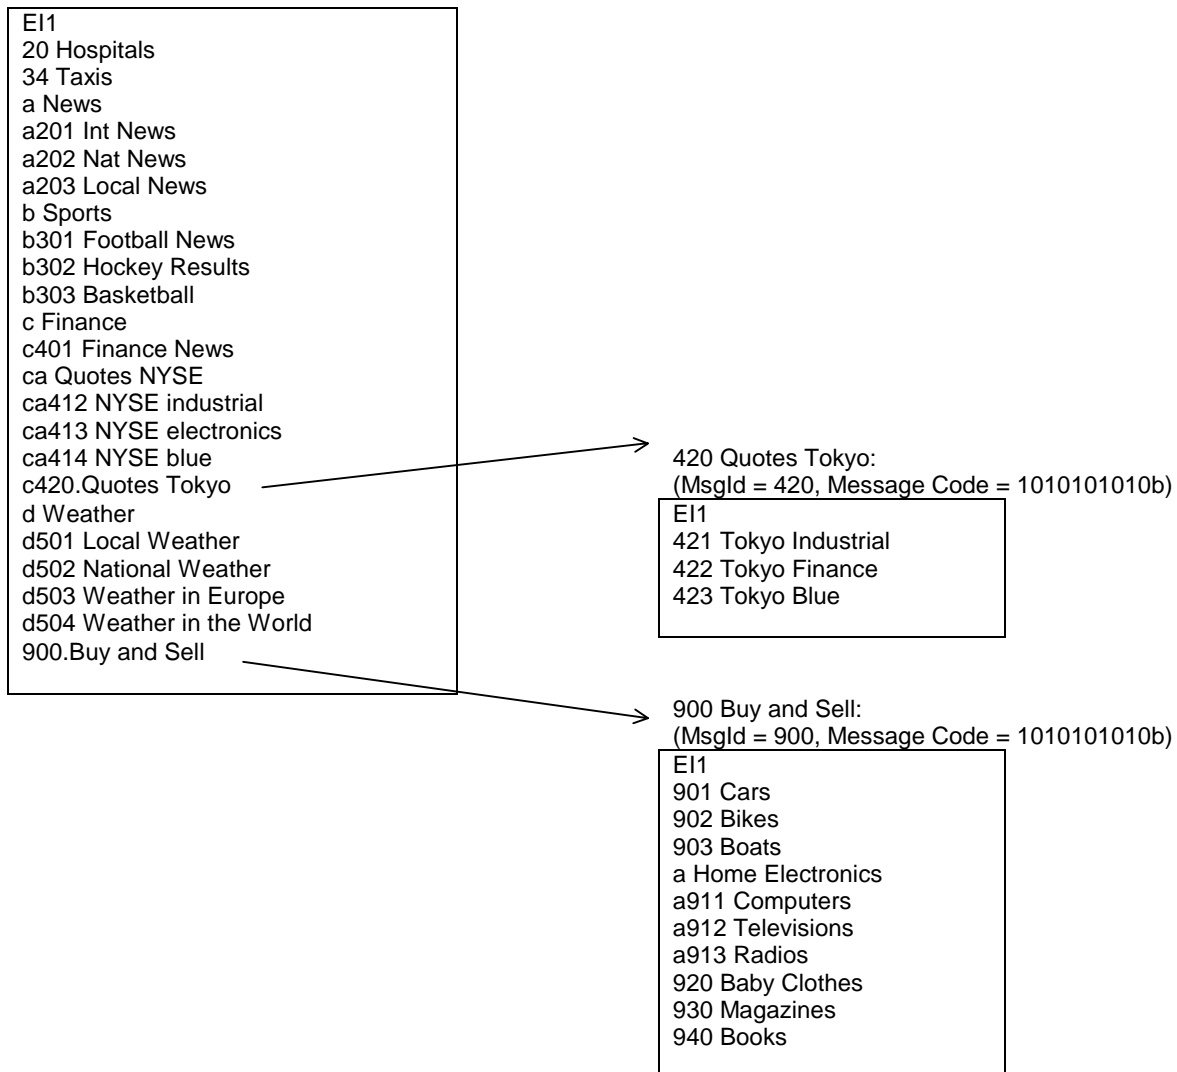 EI1
20 Hospitals
34 Taxis
a News
a201 Int News
a202 Nat News
a203 Local News
b Sports
b301 Football News
b302 Hockey Results
b303 Basketball
c Finance
c401 Finance News
ca Quotes NYSE
ca412 NYSE industrial
ca413 NYSE electronics
ca414 NYSE blue
c420.Quotes Tokyo
d Weather
d501 Local Weather
d502 National Weather
d503 Weather in Europe
d504 Weather in the World
900.Buy and Sell
420 Quotes Tokyo:
(MsgId = 420, Message Code = 1010101010b)
EI1
421 Tokyo Industrial
422 Tokyo Finance
423 Tokyo Blue
900 Buy and Sell:
(MsgId = 900, Message Code = 1010101010b)
EI1
901 Cars
902 Bikes
903 Boats
a Home Electronics
a911 Computers
a912 Televisions
a913 Radios
920 Baby Clothes
930 Magazines
940 Books